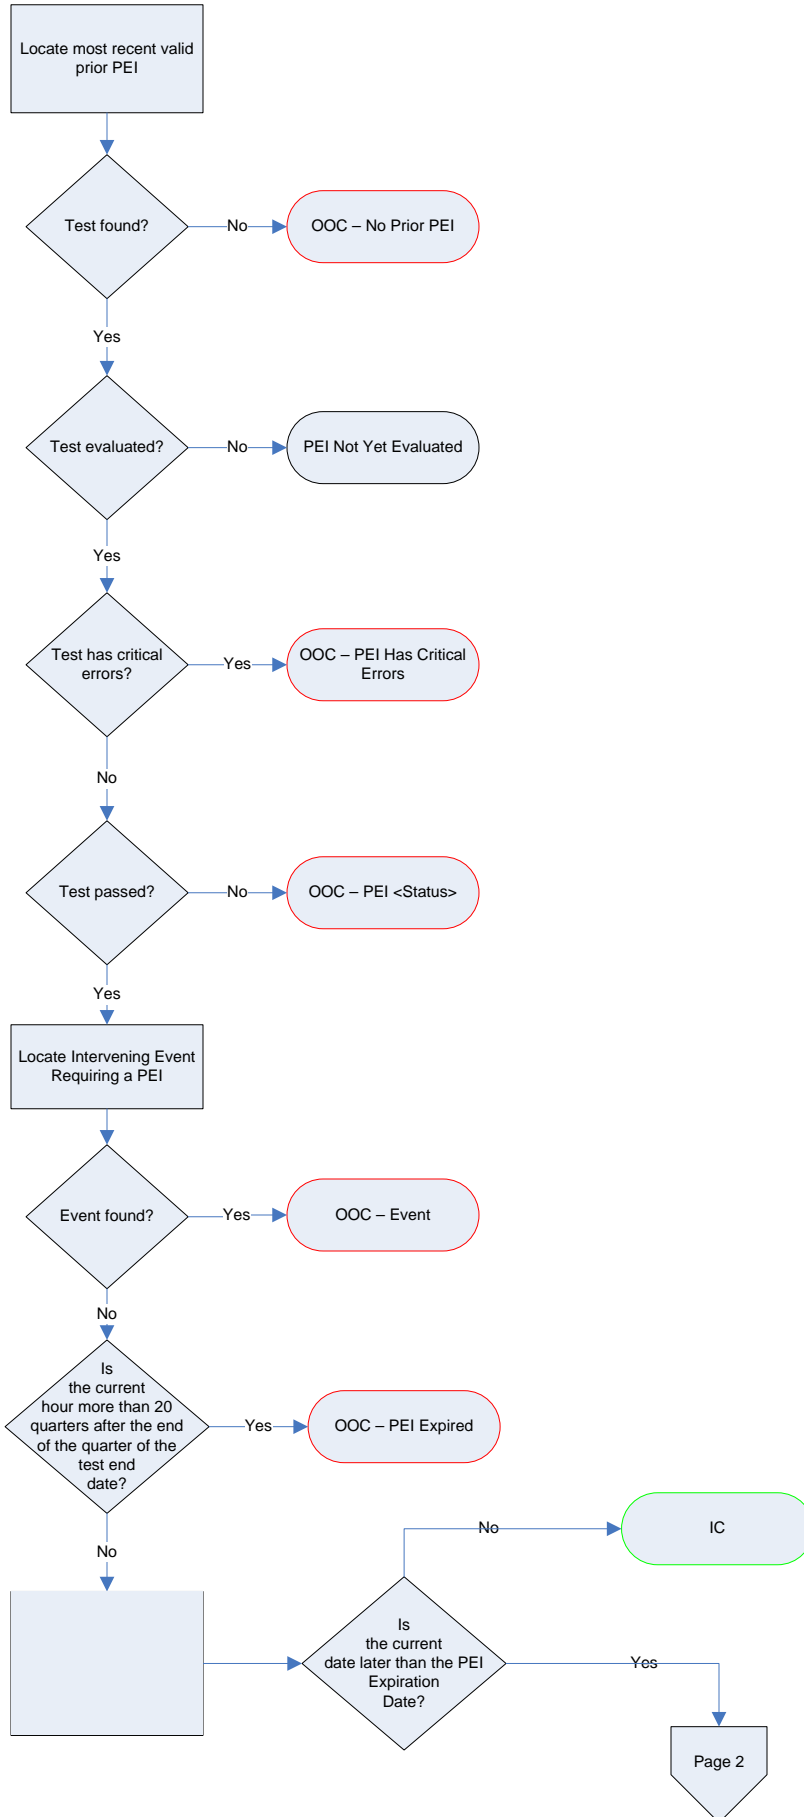 Locate most recent valid
prior PEI
Test found?
No
OOC – No Prior PEI
Yes
Test evaluated?
No
PEI Not Yet Evaluated
Yes
Test has critical
errors?
Yes
OOC – PEI Has Critical
Errors
No
Test passed?
No
OOC – PEI <Status>
Yes
Locate Intervening Event
Requiring a PEI
Event found?
Yes
OOC – Event
No
Is
the current
hour more than 20
quarters after the end
of the quarter of the
test end
date?
Yes
OOC – PEI Expired
No
No
IC
Is
the current
date later than the PEI
Expiration
Date?
Yes
Page 2